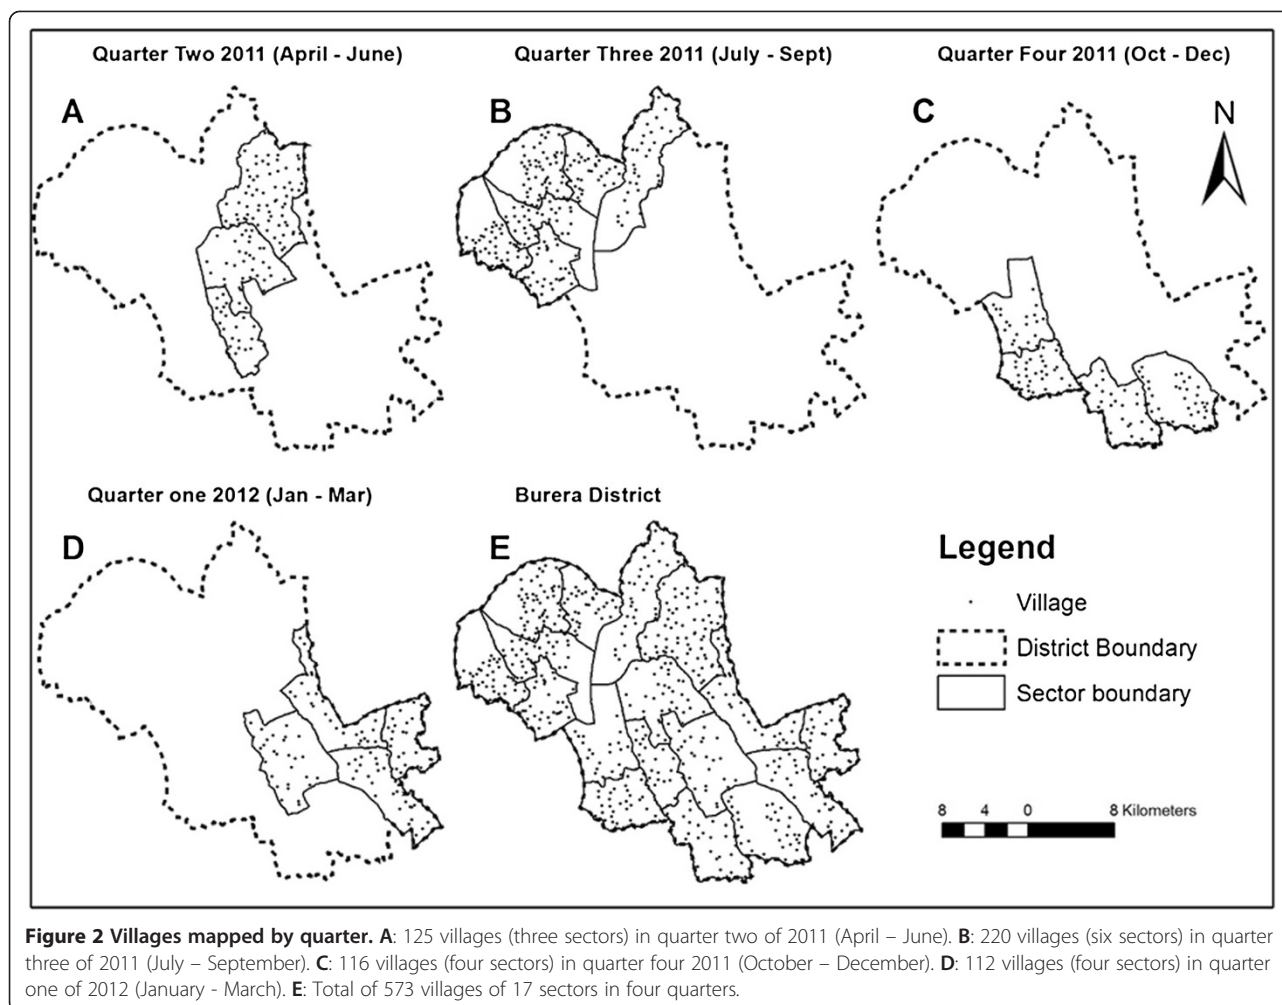 Quarter Two 2011 (April - June)
Quarter Three 2011 (July - Sept)
Quarter Four 2011 (Oct - Dec)
A
B
C
N
Quarter one 2012 (Jan - Mar)
Burera District
D
E
Legend
Village
District Boundary
Sector boundary
8 4 0 8 Kilometers
Figure 2 Villages mapped by quarter. A: 125 villages (three sectors) in quarter two of 2011 (April – June). B: 220 villages (six sectors) in quarter
three of 2011 (July – September). C: 116 villages (four sectors) in quarter four 2011 (October – December). D: 112 villages (four sectors) in quarter
one of 2012 (January - March). E: Total of 573 villages of 17 sectors in four quarters.